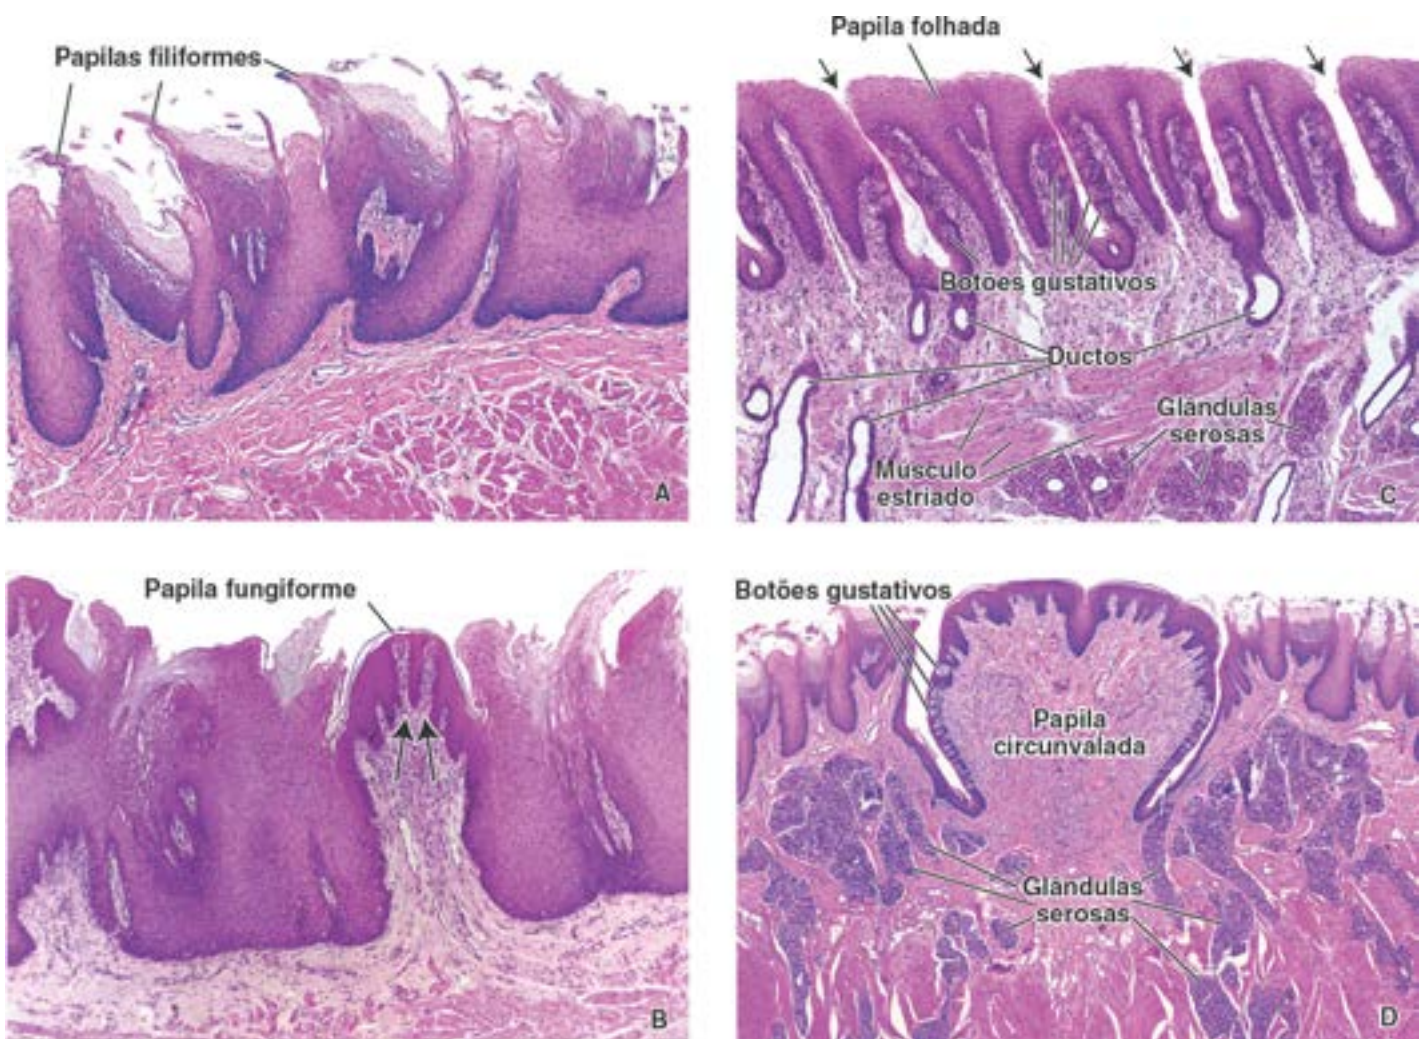 Papilas filiformes
A
Papila folhada
Botões gustativos
Ductos
Glândulas
serosas
Músculo
estriado
C
Papila fungiforme
B
Botões gustativos
Papila
circunvalada
Glândulas
serosas
D